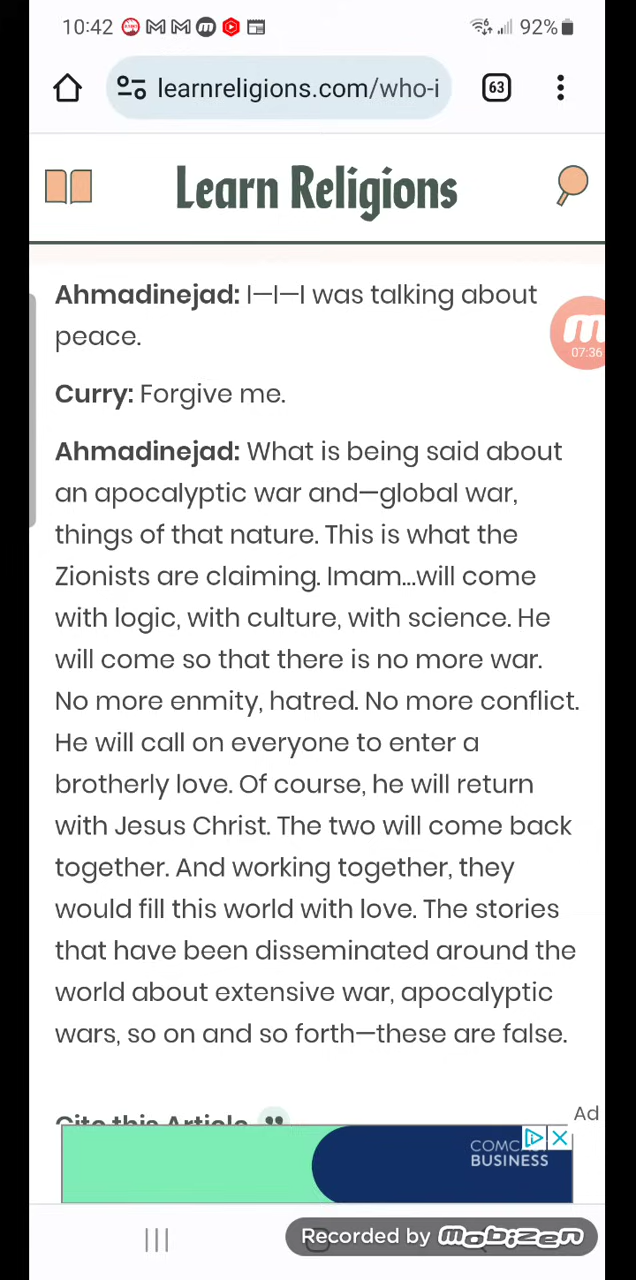 10:42
92%
learnreligions.com/who-i
63
Learn Religions
Ahmadinejad: I—I—I was talking about
peace.
07:36
Curry: Forgive me.
Ahmadinejad: What is being said about
an apocalyptic war and—global war,
things of that nature. This is what the
Zionists are claiming. Imam...will come
with logic, with culture, with science. He
will come so that there is no more war.
No more enmity, hatred. No more conflict.
He will call on everyone to enter a
brotherly love. Of course, he will return
with Jesus Christ. The two will come back
together. And working together, they
would fill this world with love. The stories
that have been disseminated around the
world about extensive war, apocalyptic
wars, so on and so forth—these are false.
Cite this Article
Ad
BUSINESS
Recorded by mobizen